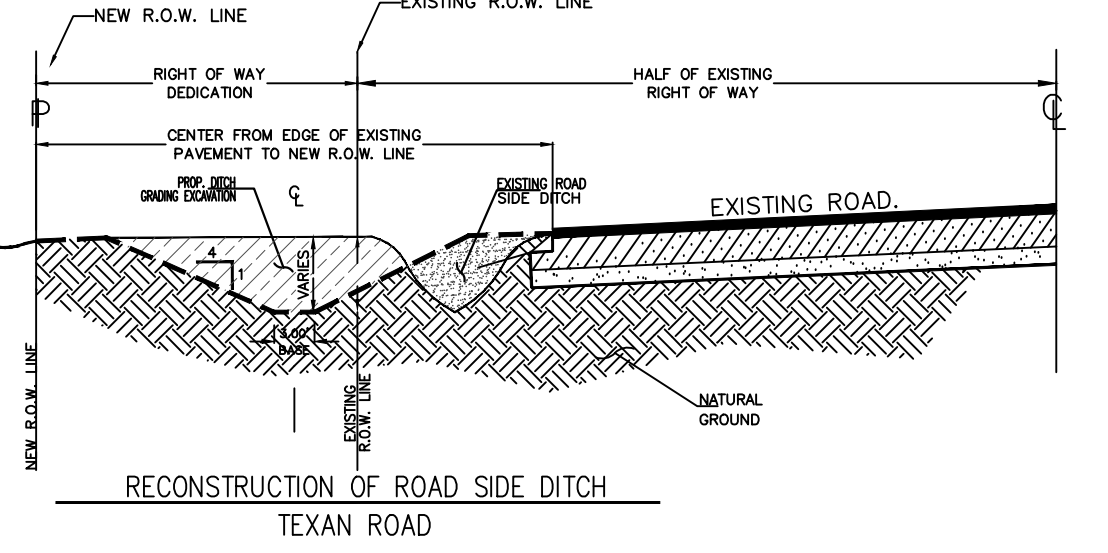 NEW R.O.W. LINE
EXISTING R.O.W. LINE
RIGHT OF WAY
DEDICATION
HALF OF EXISTING
RIGHT OF WAY
CENTER FROM EDGE OF EXISTING
PAVEMENT TO NEW R.O.W. LINE
PROP. DITCH
GRADING EXCAVATION
EXISTING ROAD
SIDE DITCH
EXISTING ROAD.
4
1
VARIES
3.00'
BASE
NEW R.O.W. LINE
EXISTING
R.O.W. LINE
NATURAL
GROUND
RECONSTRUCTION OF ROAD SIDE DITCH
TEXAN ROAD